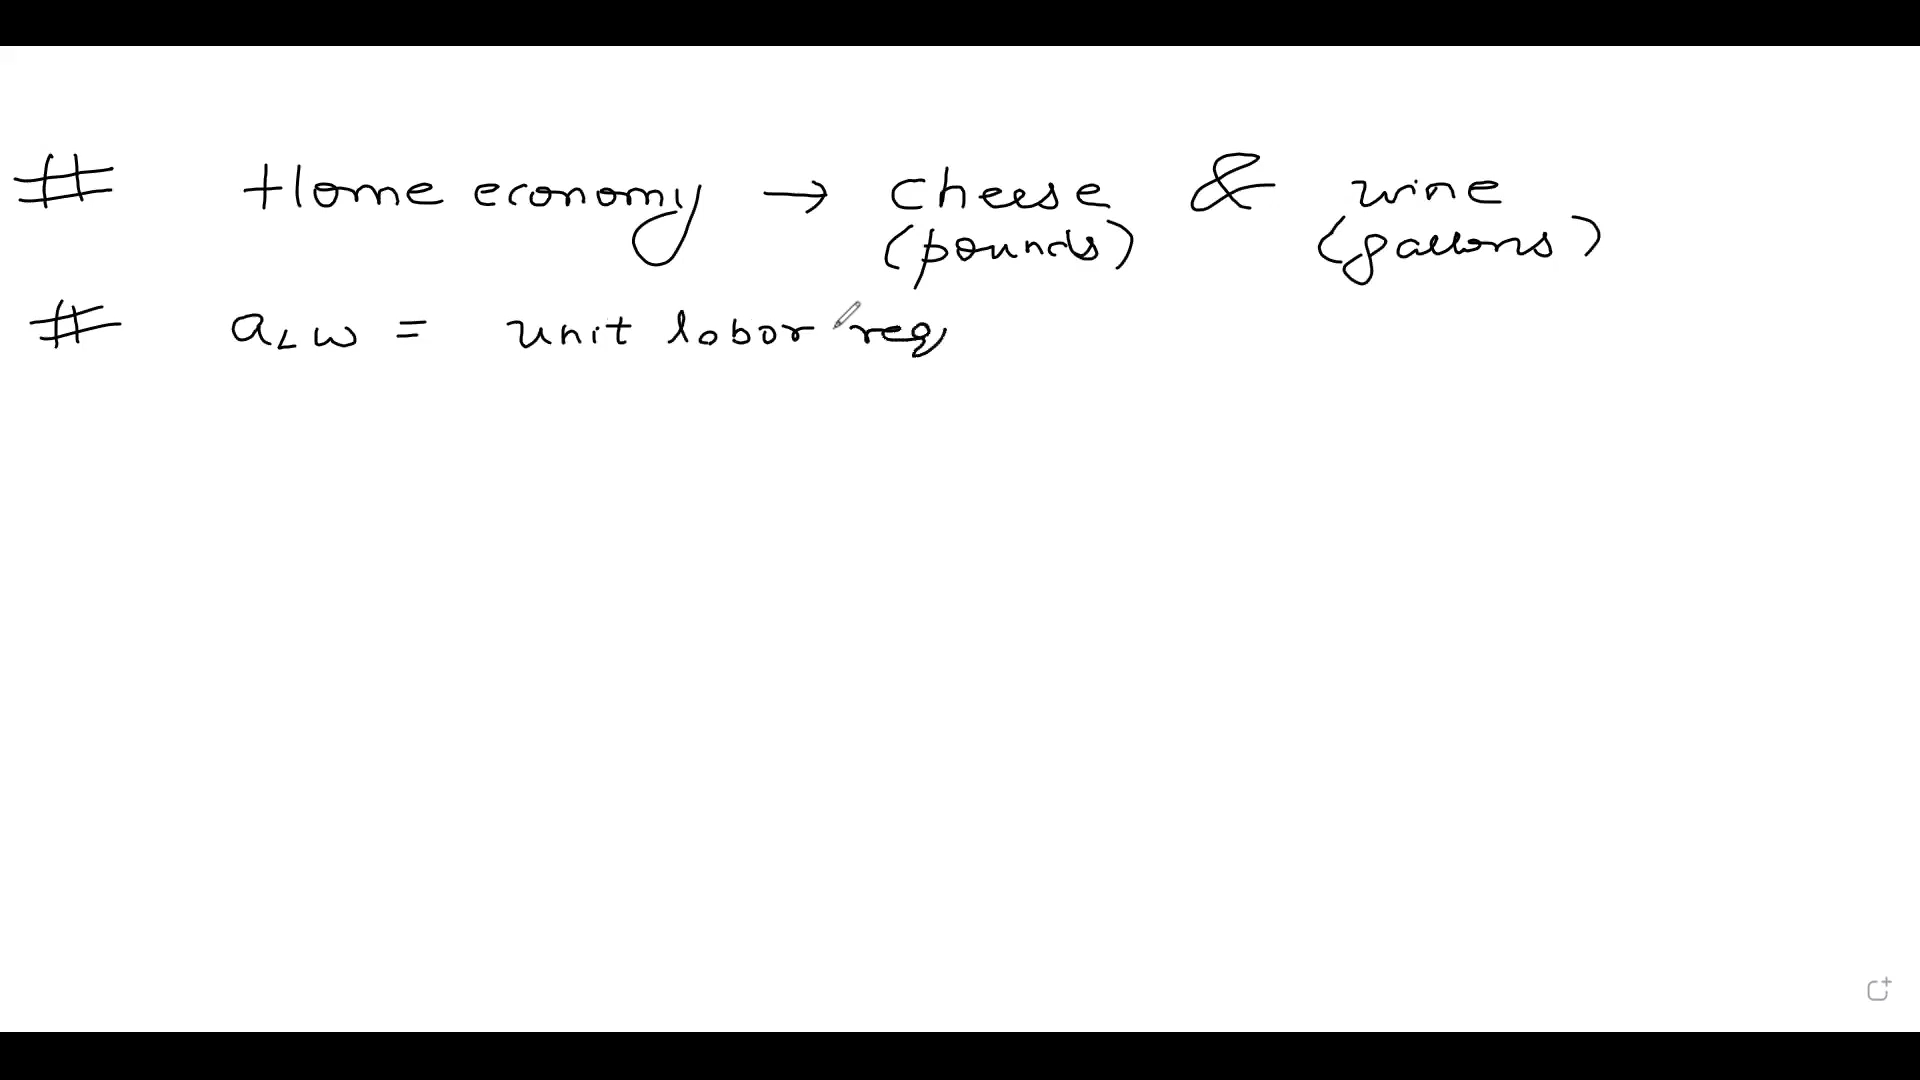 # Home economy → cheese & wine
(pounds) (gallons)
# aLW = unit labor req